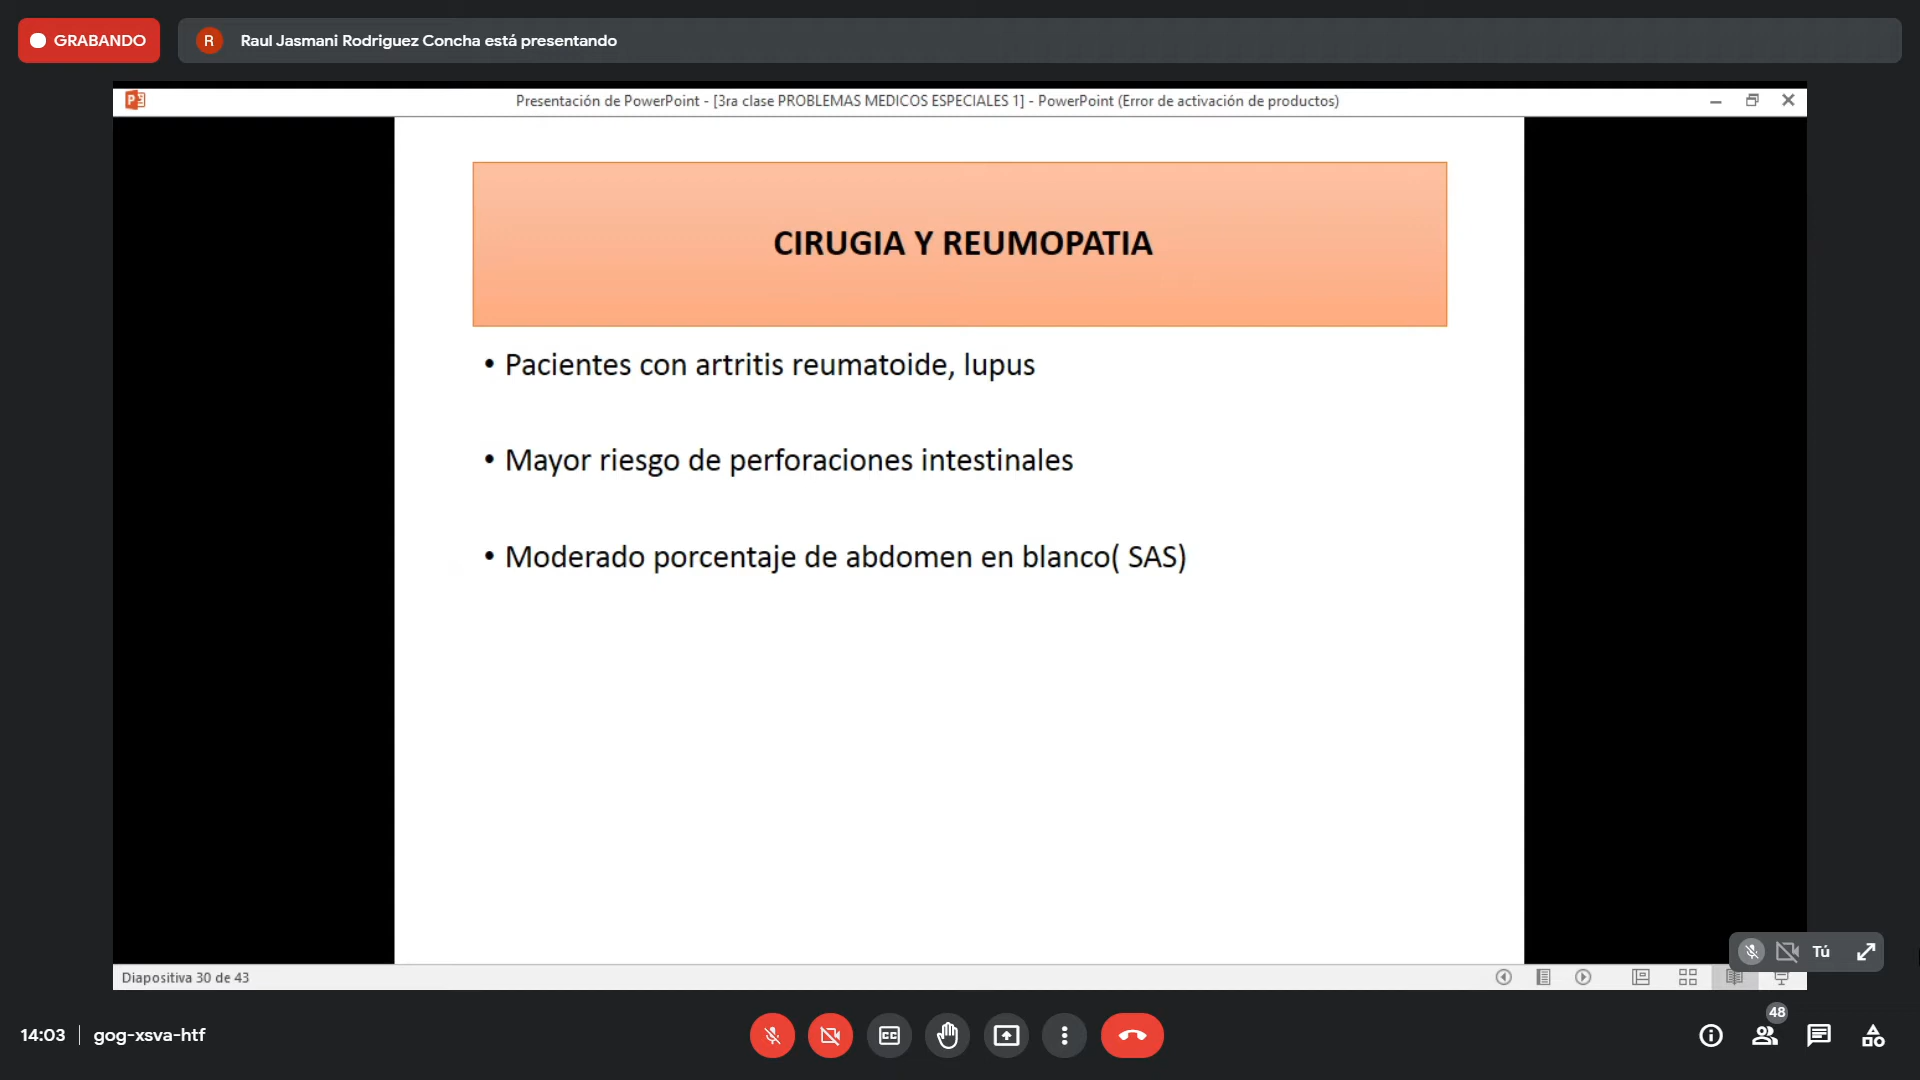 GRABANDO
R
Raul Jasmani Rodriguez Concha está presentando
Presentación de PowerPoint - [3ra clase PROBLEMAS MEDICOS ESPECIALES 1] - PowerPoint (Error de activación de productos)
CIRUGIA Y REUMOPATIA
• Pacientes con artritis reumatoide, lupus
• Mayor riesgo de perforaciones intestinales
• Moderado porcentaje de abdomen en blanco( SAS)
Tú
Diapositiva 30 de 43
48
14:03 | gog-xsva-htf
CC